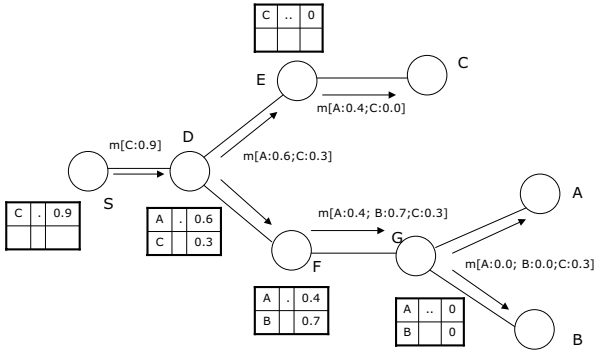 C .. 0
E
C
m[A:0.4;C:0.0]
D
m[C:0.9]
m[A:0.6;C:0.3]
S
C . 0.9
A . 0.6
C 0.3
m[A:0.4; B:0.7;C:0.3]
G
F
A
m[A:0.0; B:0.0;C:0.3]
A . 0.4
B 0.7
A .. 0
B 0
B